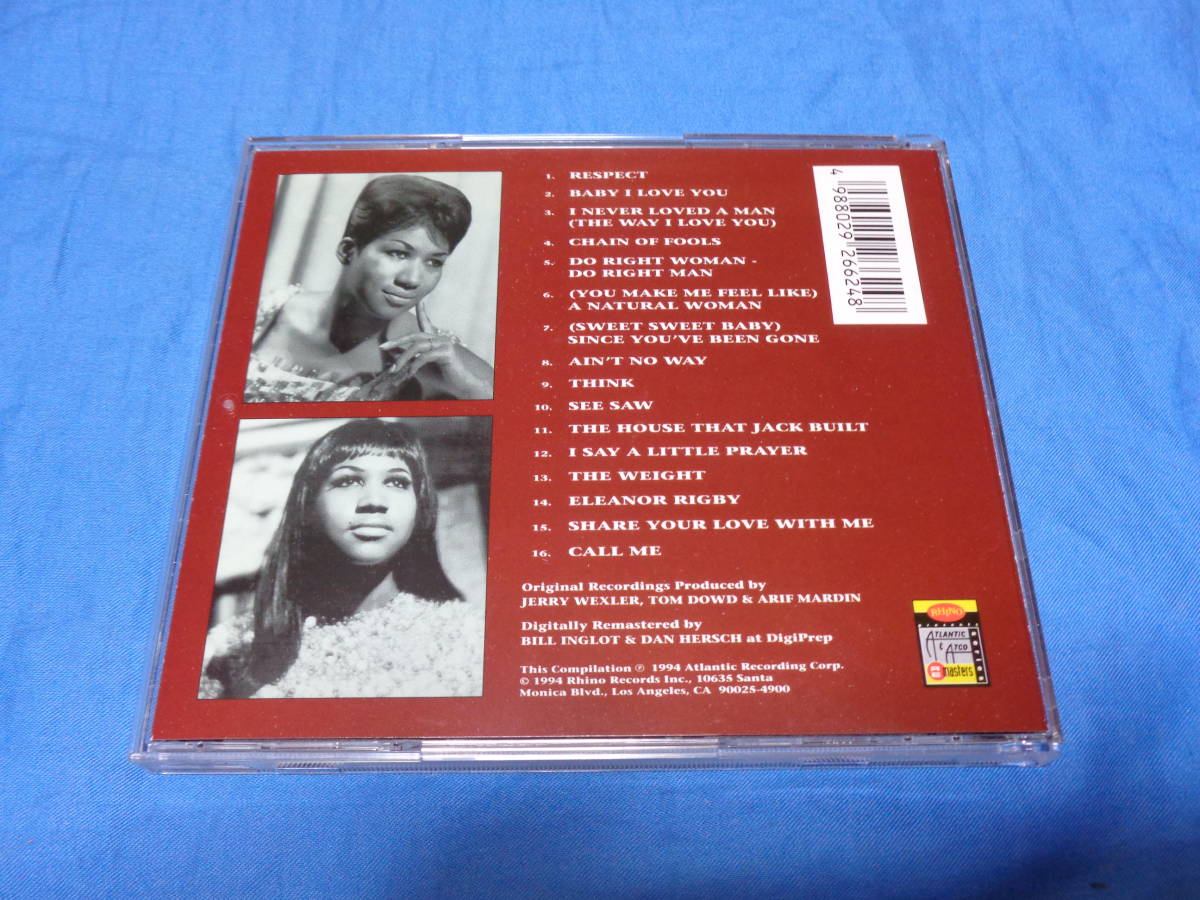 1. RESPECT
2. BABY I LOVE YOU
3. I NEVER LOVED A MAN
(THE WAY I LOVE YOU)
4. CHAIN OF FOOLS
5. DO RIGHT WOMAN -
DO RIGHT MAN
6. (YOU MAKE ME FEEL LIKE)
A NATURAL WOMAN
7. (SWEET SWEET BABY)
SINCE YOU'VE BEEN GONE
8. AIN'T NO WAY
9. THINK
10. SEE SAW
11. THE HOUSE THAT JACK BUILT
12. I SAY A LITTLE PRAYER
13. THE WEIGHT
14. ELEANOR RIGBY
15. SHARE YOUR LOVE WITH ME
16. CALL ME
Original Recordings Produced by
JERRY WEXLER, TOM DOWD & ARIF MARDIN
Digitally Remastered by
BILL INGLOT & DAN HERSCH at DigiPrep
This Compilation ℗ 1994 Atlantic Recording Corp.
© 1994 Rhino Records Inc., 10635 Santa
Monica Blvd., Los Angeles, CA 90025-4900
4 988029 266248
RHINO
ATLANTIC
& ATCO
masters